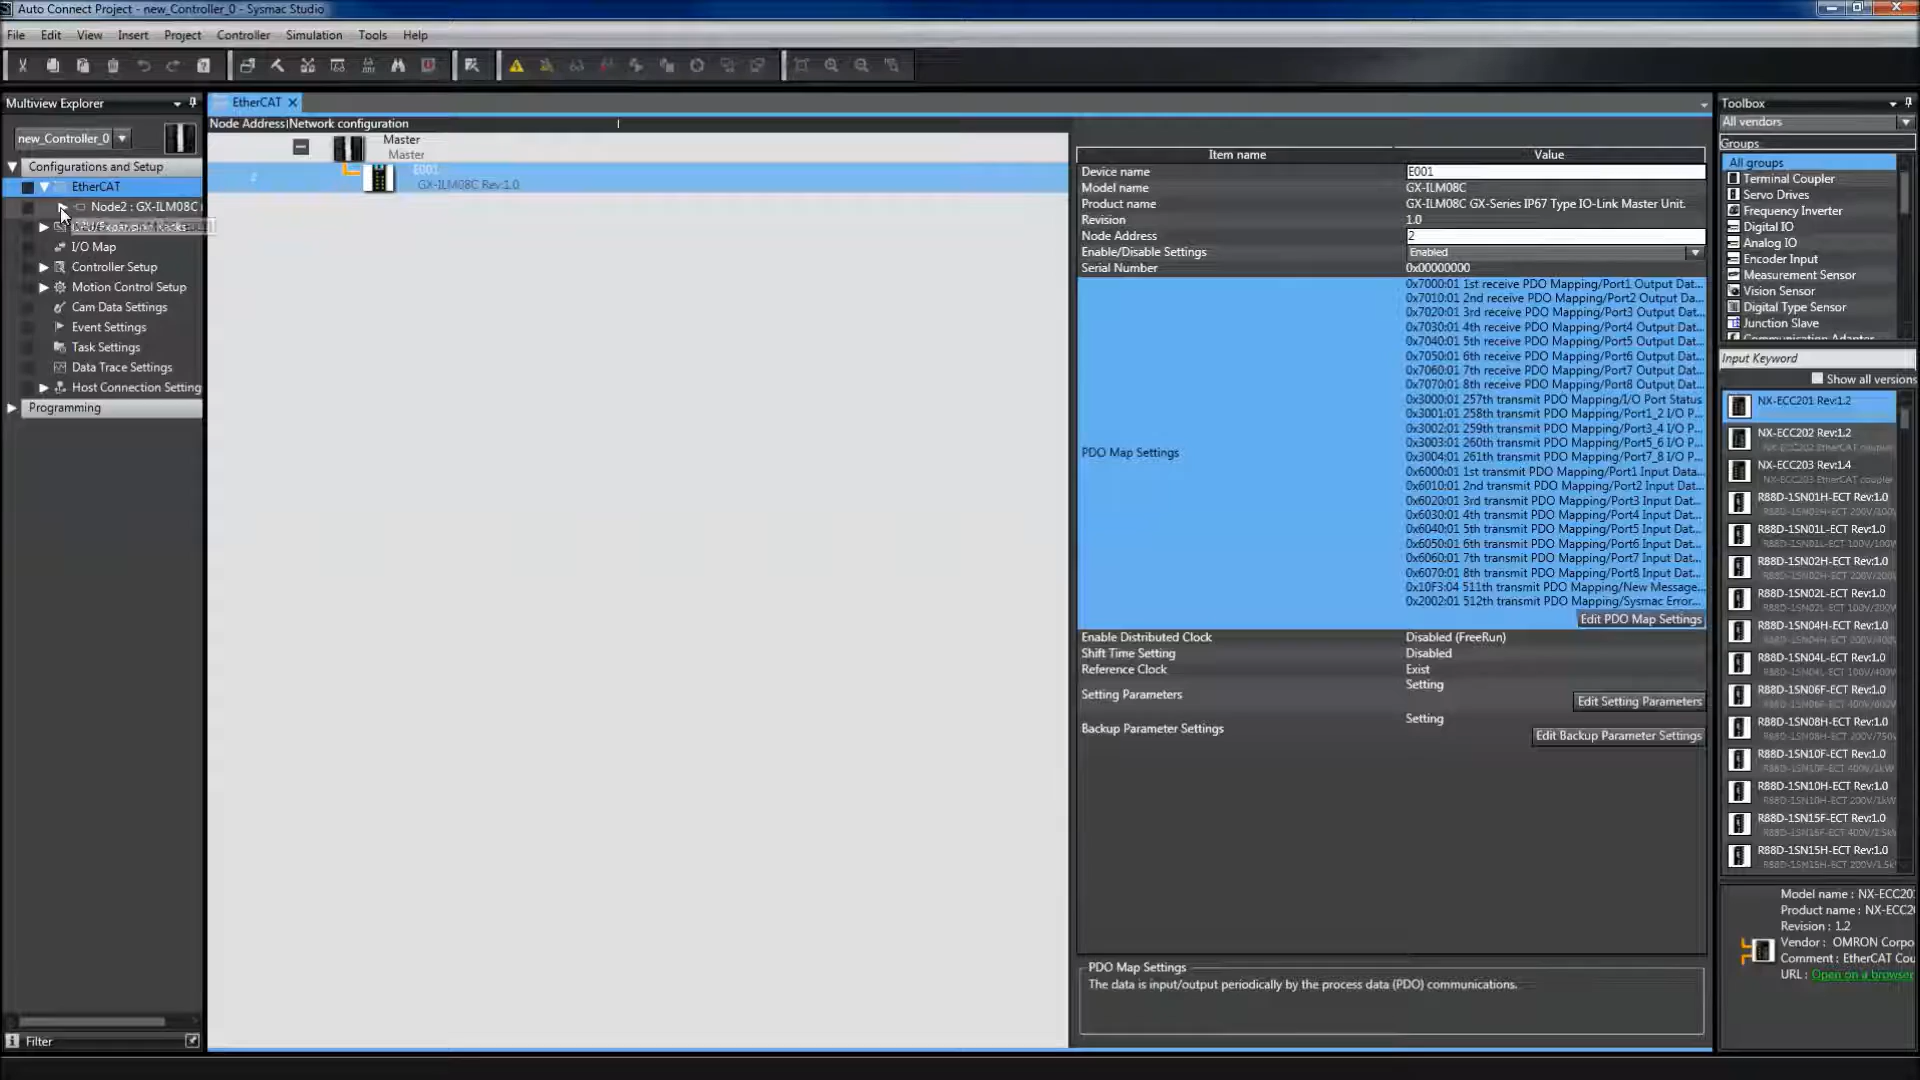 Auto Connect Project - new_Controller_0 - Sysmac Studio
File Edit View Insert Project Controller Simulation Tools Help
Multiview Explorer
new_Controller_0
Configurations and Setup
EtherCAT
Node2 : GX-ILM08C
I/O Map
Controller Setup
Motion Control Setup
Cam Data Settings
Event Settings
Task Settings
Data Trace Settings
Host Connection Setting
Programming
Filter
EtherCAT
Node Address Network configuration
Master
Master
E001
GX-ILM08C Rev:1.0
Item name Value
Device name E001
Model name GX-ILM08C
Product name GX-ILM08C GX-Series IP67 Type IO-Link Master Unit.
Revision 1.0
Node Address 2
Enable/Disable Settings Enabled
Serial Number 0x00000000
PDO Map Settings
0x7000:01 1st receive PDO Mapping/Port1 Output Dat...
0x7010:01 2nd receive PDO Mapping/Port2 Output Da...
0x7020:01 3rd receive PDO Mapping/Port3 Output Dat...
0x7030:01 4th receive PDO Mapping/Port4 Output Dat...
0x7040:01 5th receive PDO Mapping/Port5 Output Dat...
0x7050:01 6th receive PDO Mapping/Port6 Output Dat...
0x7060:01 7th receive PDO Mapping/Port7 Output Dat...
0x7070:01 8th receive PDO Mapping/Port8 Output Dat...
0x3000:01 257th transmit PDO Mapping/I/O Port Status
0x3001:01 258th transmit PDO Mapping/Port1_2 I/O P...
0x3002:01 259th transmit PDO Mapping/Port3_4 I/O P...
0x3003:01 260th transmit PDO Mapping/Port5_6 I/O P...
0x3004:01 261th transmit PDO Mapping/Port7_8 I/O P...
0x6000:01 1st transmit PDO Mapping/Port1 Input Data...
0x6010:01 2nd transmit PDO Mapping/Port2 Input Dat...
0x6020:01 3rd transmit PDO Mapping/Port3 Input Dat...
0x6030:01 4th transmit PDO Mapping/Port4 Input Dat...
0x6040:01 5th transmit PDO Mapping/Port5 Input Dat...
0x6050:01 6th transmit PDO Mapping/Port6 Input Dat...
0x6060:01 7th transmit PDO Mapping/Port7 Input Dat...
0x6070:01 8th transmit PDO Mapping/Port8 Input Dat...
0x10F3:04 511th transmit PDO Mapping/New Message...
0x2002:01 512th transmit PDO Mapping/Sysmac Error...
Edit PDO Map Settings
Enable Distributed Clock Disabled (FreeRun)
Shift Time Setting Disabled
Reference Clock Exist
Setting Parameters Setting
Edit Setting Parameters
Backup Parameter Settings Setting
Edit Backup Parameter Settings
PDO Map Settings
The data is input/output periodically by the process data (PDO) communications.
Toolbox
All vendors
Groups
All groups
Terminal Coupler
Servo Drives
Frequency Inverter
Digital IO
Analog IO
Encoder Input
Measurement Sensor
Vision Sensor
Digital Type Sensor
Junction Slave
Input Keyword
Show all versions
NX-ECC201 Rev:1.2
NX-ECC202 Rev:1.2
NX-ECC202 EtherCAT coupler
NX-ECC203 Rev:1.4
NX-ECC203 EtherCAT coupler
R88D-1SN01H-ECT Rev:1.0
R88D-1SN01L-ECT Rev:1.0
R88D-1SN02H-ECT Rev:1.0
R88D-1SN02L-ECT Rev:1.0
R88D-1SN04H-ECT Rev:1.0
R88D-1SN04L-ECT Rev:1.0
R88D-1SN06F-ECT Rev:1.0
R88D-1SN08H-ECT Rev:1.0
R88D-1SN10F-ECT Rev:1.0
R88D-1SN10H-ECT Rev:1.0
R88D-1SN15F-ECT Rev:1.0
R88D-1SN15H-ECT Rev:1.0
Model name : NX-ECC20
Product name : NX-ECC2
Revision : 1.2
Vendor : OMRON Corpo
Comment : EtherCAT Cou
URL : Open on a browser